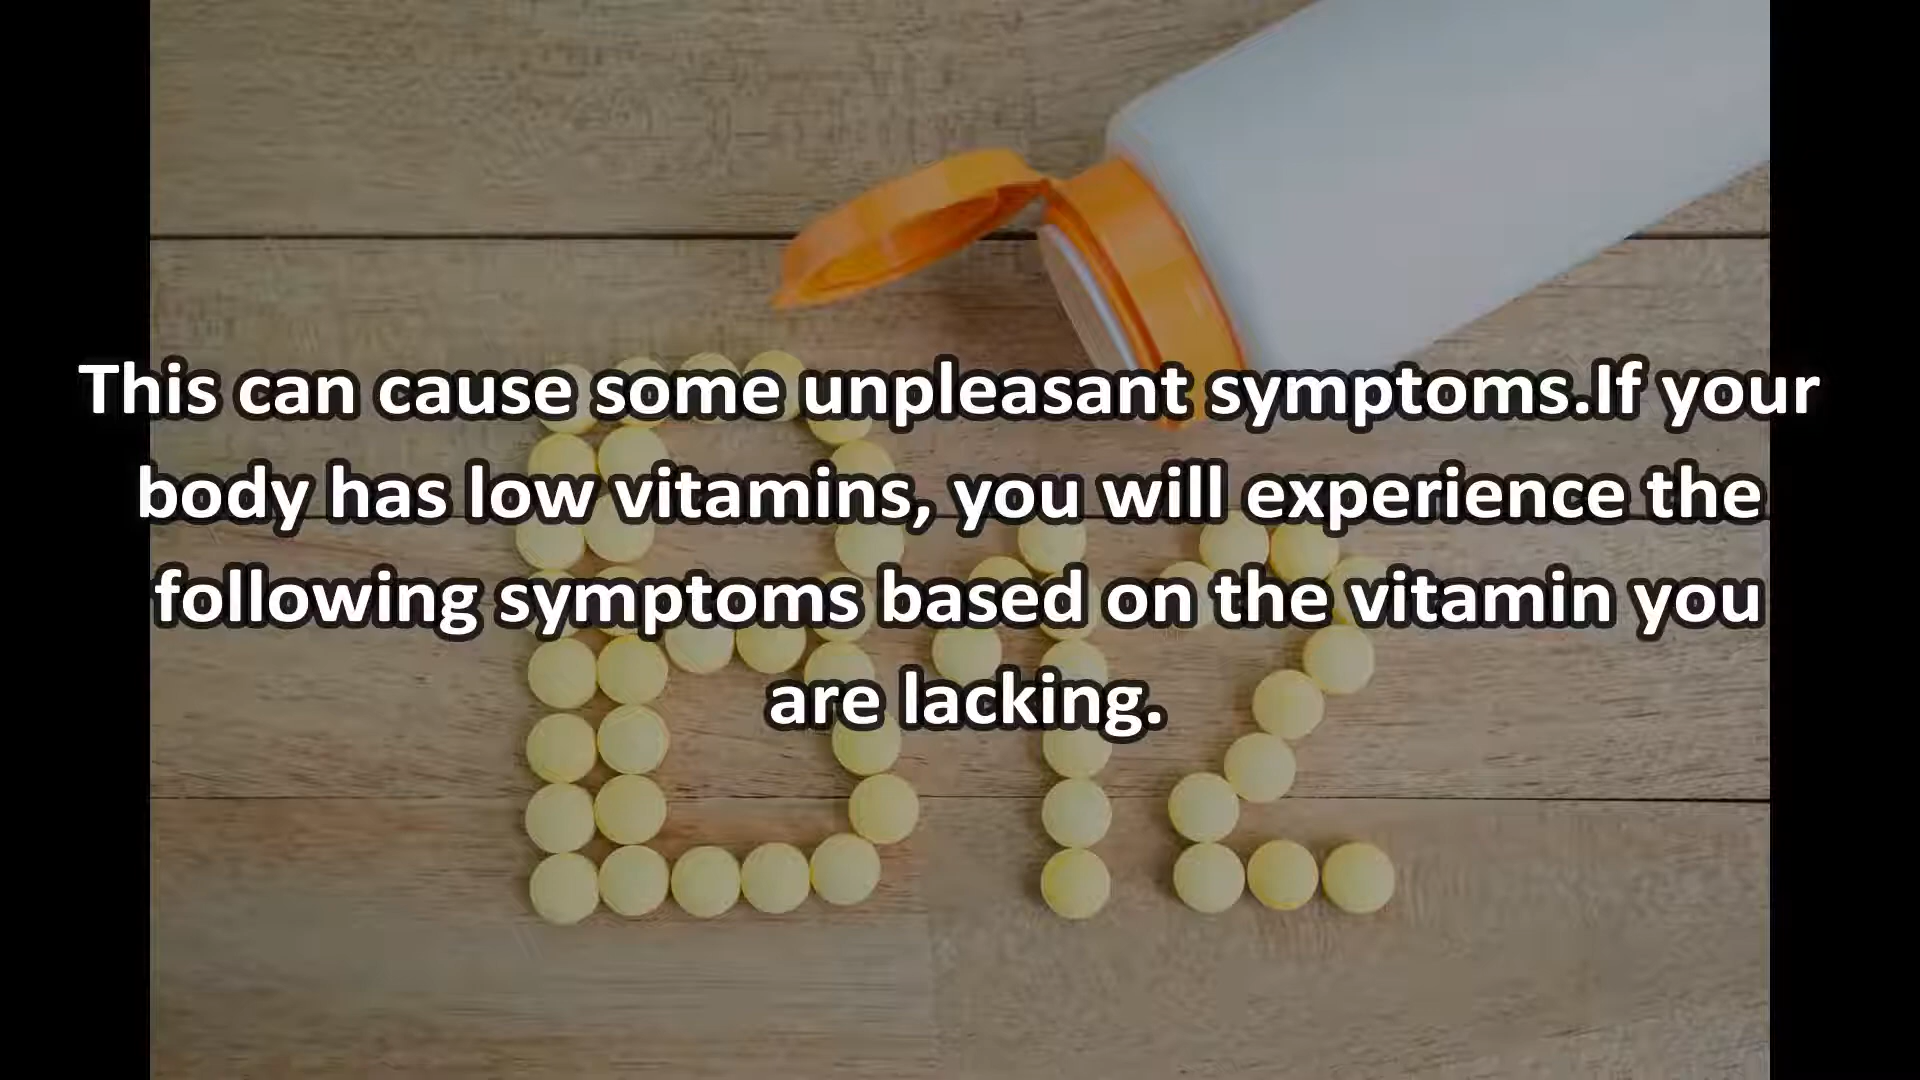 This can cause some unpleasant symptoms.If your
body has low vitamins, you will experience the
following symptoms based on the vitamin you
are lacking.
B12